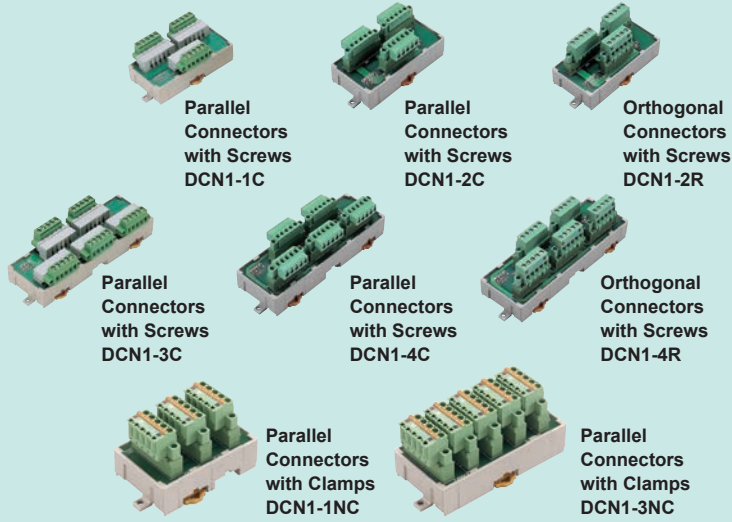 Parallel
Connectors
with Screws
DCN1-1C
Parallel
Connectors
with Screws
DCN1-2C
Orthogonal
Connectors
with Screws
DCN1-2R
Parallel
Connectors
with Screws
DCN1-3C
Parallel
Connectors
with Screws
DCN1-4C
Orthogonal
Connectors
with Screws
DCN1-4R
Parallel
Connectors
with Clamps
DCN1-1NC
Parallel
Connectors
with Clamps
DCN1-3NC